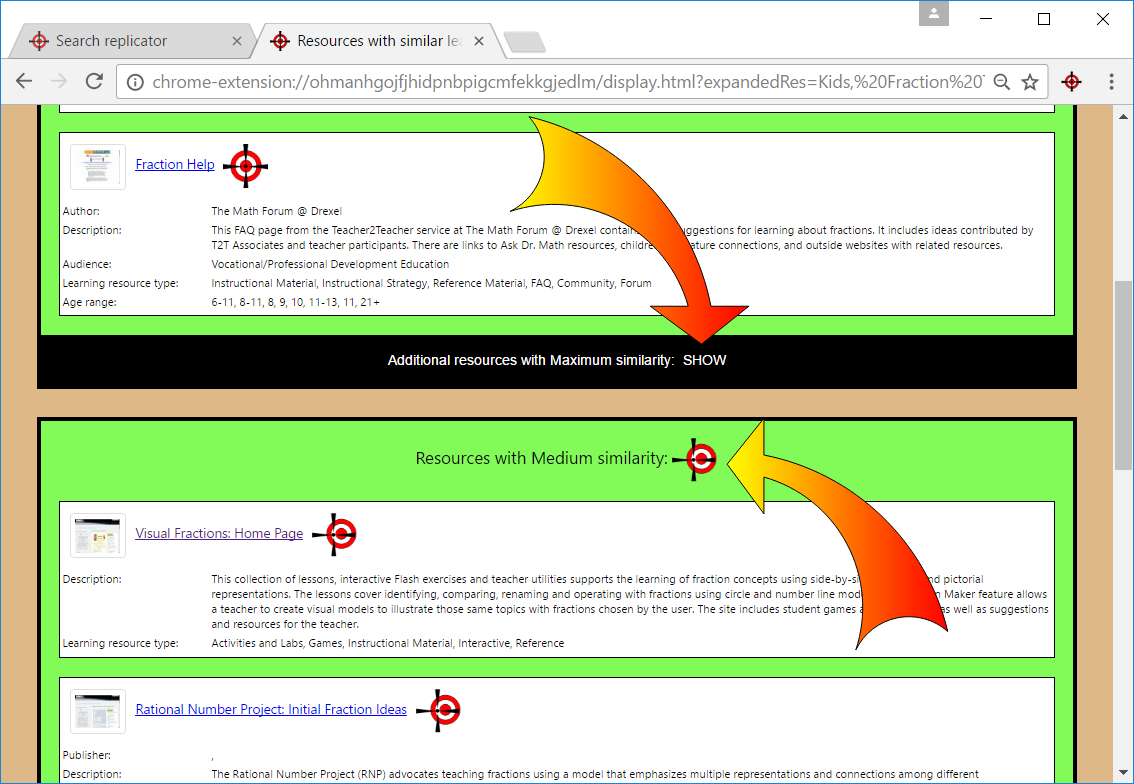 Search replicator
Resources with similar le
chrome-extension://ohmanhgojfjhidpnbpigcmfekkgjedlm/display.html?expandedRes=Kids,%20Fraction%20
Fraction Help
Author: The Math Forum @ Drexel
Description: This FAQ page from the Teacher2Teacher service at The Math Forum @ Drexel contain uggestions for learning about fractions. It includes ideas contributed by
T2T Associates and teacher participants. There are links to Ask Dr. Math resources, childre ature connections, and outside websites with related resources.
Audience: Vocational/Professional Development Education
Learning resource type: Instructional Material, Instructional Strategy, Reference Material, FAQ, Community, Forum
Age range: 6-11, 8-11, 8, 9, 10, 11-13, 11, 21+
Additional resources with Maximum similarity: SHOW
Resources with Medium similarity:
Visual Fractions: Home Page
Description: This collection of lessons, interactive Flash exercises and teacher utilities supports the learning of fraction concepts using side-by-si nd pictorial
representations. The lessons cover identifying, comparing, renaming and operating with fractions using circle and number line mod n Maker feature allows
a teacher to create visual models to illustrate those same topics with fractions chosen by the user. The site includes student games a as well as suggestions
and resources for the teacher.
Learning resource type: Activities and Labs, Games, Instructional Material, Interactive, Reference
Rational Number Project: Initial Fraction Ideas
Publisher: ,
Description: The Rational Number Project (RNP) advocates teaching fractions using a model that emphasizes multiple representations and connections among different